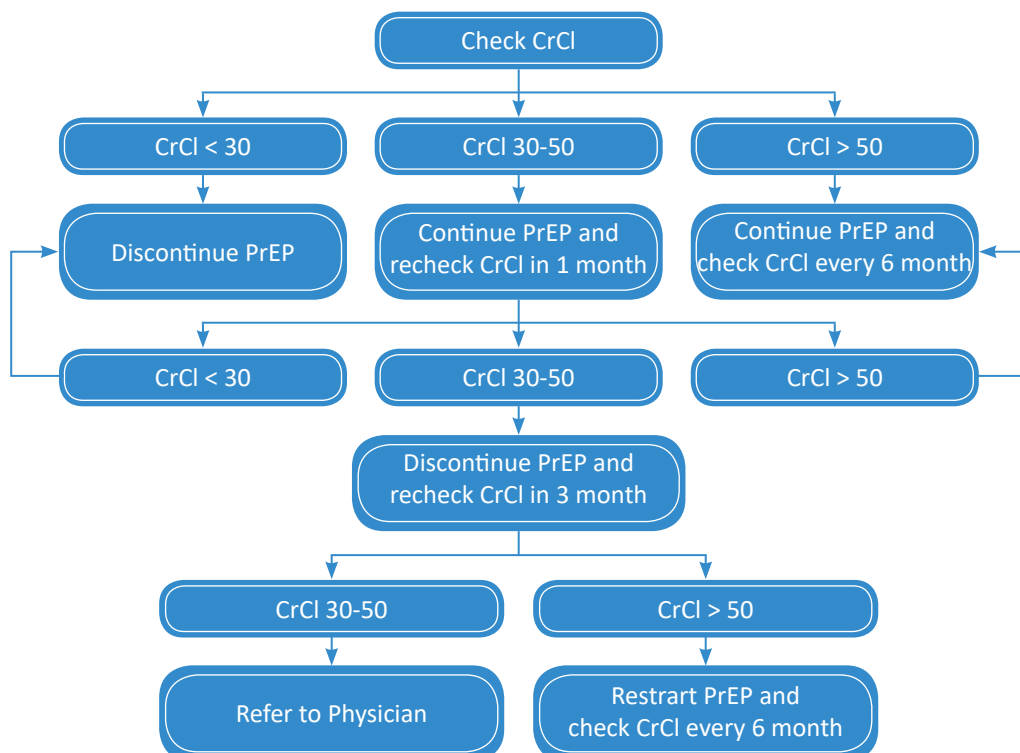 Check CrCl
CrCl < 30
CrCl 30-50
CrCl > 50
Discontinue PrEP
Continue PrEP and
recheck CrCl in 1 month
Continue PrEP and
check CrCl every 6 month
CrCl < 30
CrCl 30-50
CrCl > 50
Discontinue PrEP and
recheck CrCl in 3 month
CrCl 30-50
CrCl > 50
Refer to Physician
Restrart PrEP and
check CrCl every 6 month